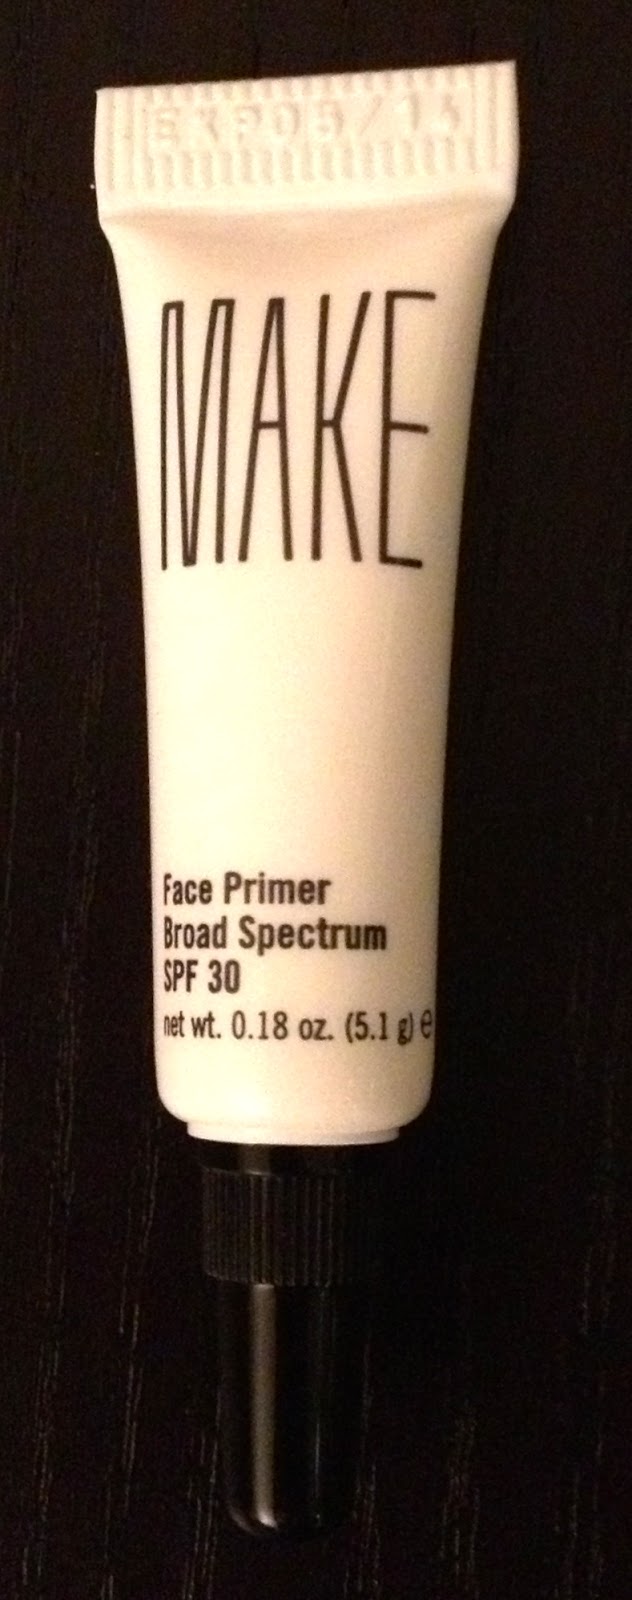 MAKE
Face Primer
Broad Spectrum
SPF 30
net wt. 0.18 oz. (5.1 g) ℮